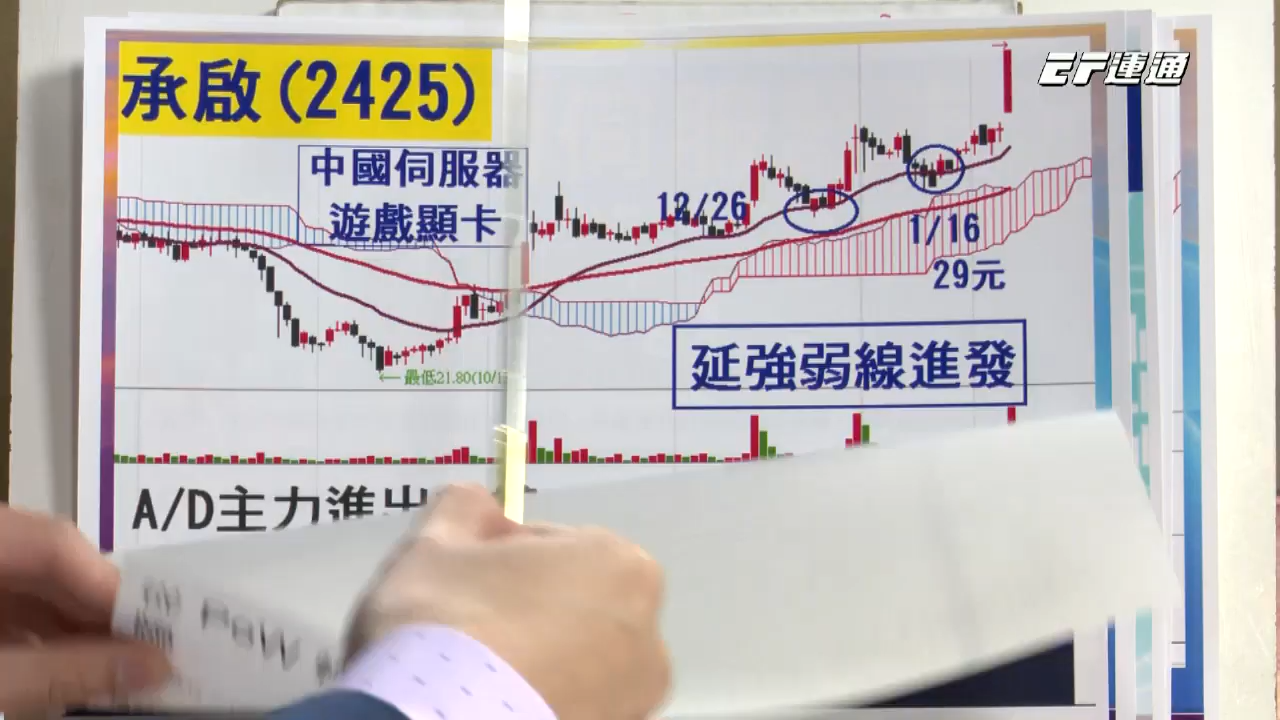 承啟(2425)
EF運通
中國伺服器
遊戲顯卡
12/26
1/16
29元
延強弱線進發
←最低21.80(10/1
A/D主力進出